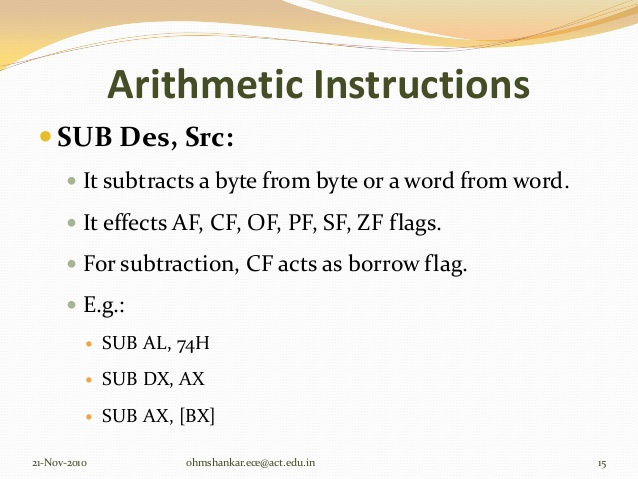 Arithmetic Instructions
• SUB Des, Src:
• It subtracts a byte from byte or a word from word.
• It effects AF, CF, OF, PF, SF, ZF flags.
• For subtraction, CF acts as borrow flag.
• E.g.:
• SUB AL, 74H
• SUB DX, AX
• SUB AX, [BX]
21-Nov-2010 ohmshankar.ece@act.edu.in 15